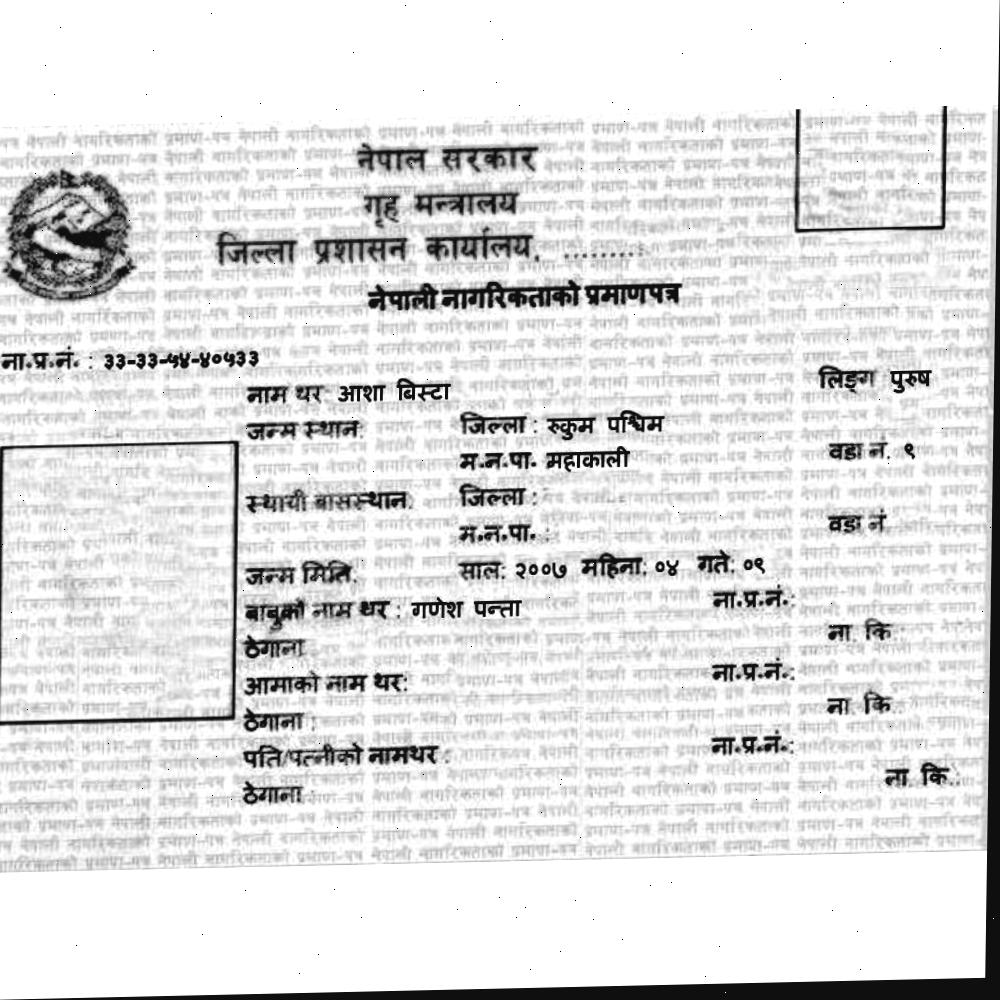 नेपाल सरकार
गृह मन्त्रालय
जिल्ला प्रशासन कार्यालय, .........
नेपाली नागरिकताको प्रमाणपत्र
ना.प्र.नं. : ३३-३३-५४-४०५३३
नाम थर: आशा बिस्टा लिङ्ग पुरुष
जन्म स्थान: जिल्ला : रुकुम पश्चिम
म.न.पा. महाकाली वडा नं. ९
स्थायी बासस्थान: जिल्ला :
म.न.पा. : वडा नं
जन्म मिति: साल: २००७ महिना: ०४ गते: ०९
बाबुको नाम थर : गणेश पन्ता ना.प्र.नं.:
ठेगाना ना. कि.:
आमाको नाम थर: ना.प्र.नं.:
ठेगाना : ना. कि.:
पति/पत्नीको नामथर : ना.प्र.नं.:
ठेगाना : ना. कि.: